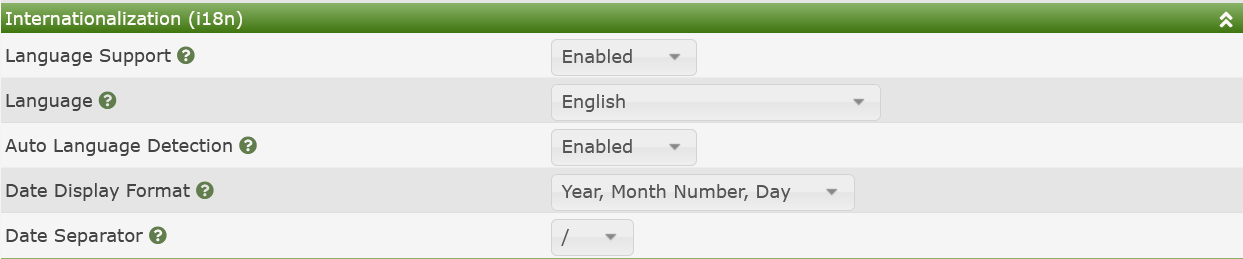 Internationalization (i18n)
Language Support ? Enabled
Language ? English
Auto Language Detection ? Enabled
Date Display Format ? Year, Month Number, Day
Date Separator ? /